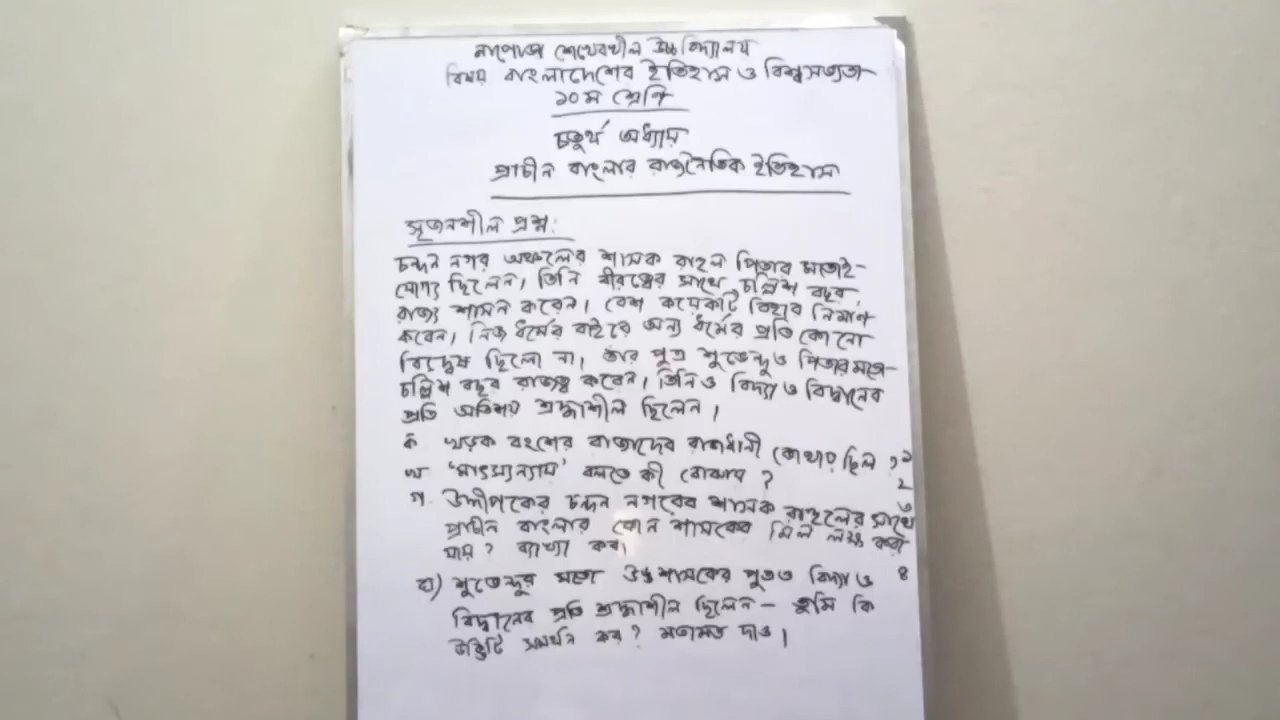 নাপোড়া শেখেরখীল উচ্চ বিদ্যালয়
বিষয় বাংলাদেশের ইতিহাস ও বিশ্বসভ্যতা
১০ম শ্রেণি
চতুর্থ অধ্যায়
প্রাচীন বাংলার রাজনৈতিক ইতিহাস
সৃজনশীল প্রশ্ন:
চন্দন নগর অঞ্চলের শাসক রাহুল পিতার মতোই-
যোগ্য ছিলেন। তিনি বীরত্বের সাথে চল্লিশ বছর
রাজ্য শাসন করেন। বেশ কয়েকটি বিহার নির্মাণ
করেন। নিজ ধর্মের বাইরে অন্য ধর্মের প্রতি কোনো
বিদ্বেষ ছিলো না। তার পুত্র শুভেন্দুও পিতার মতো-
চল্লিশ বছর রাজত্ব করেন। তিনিও বিদ্যা ও বিদ্বানের
প্রতি অতিশয় শ্রদ্ধাশীল ছিলেন।
ক খড়ক বংশের রাজাদের রাজধানী কোথায় ছিল ? ১
খ 'মাৎস্যন্যায়' বলতে কী বোঝায় ? ২
গ. উদ্দীপকের চন্দন নগরের শাসক রাহুলের সাথে ৩
প্রাচীন বাংলার কোন শাসকের মিল লক্ষ করা
যায় ? ব্যাখ্যা কর।
ঘ) শুভেন্দুর মতো উক্ত শাসকের পুত্রও বিদ্যা ও ৪
বিদ্বানের প্রতি শ্রদ্ধাশীল ছিলেন - তুমি কি
উক্তিটি সমর্থন কর ? মতামত দাও।